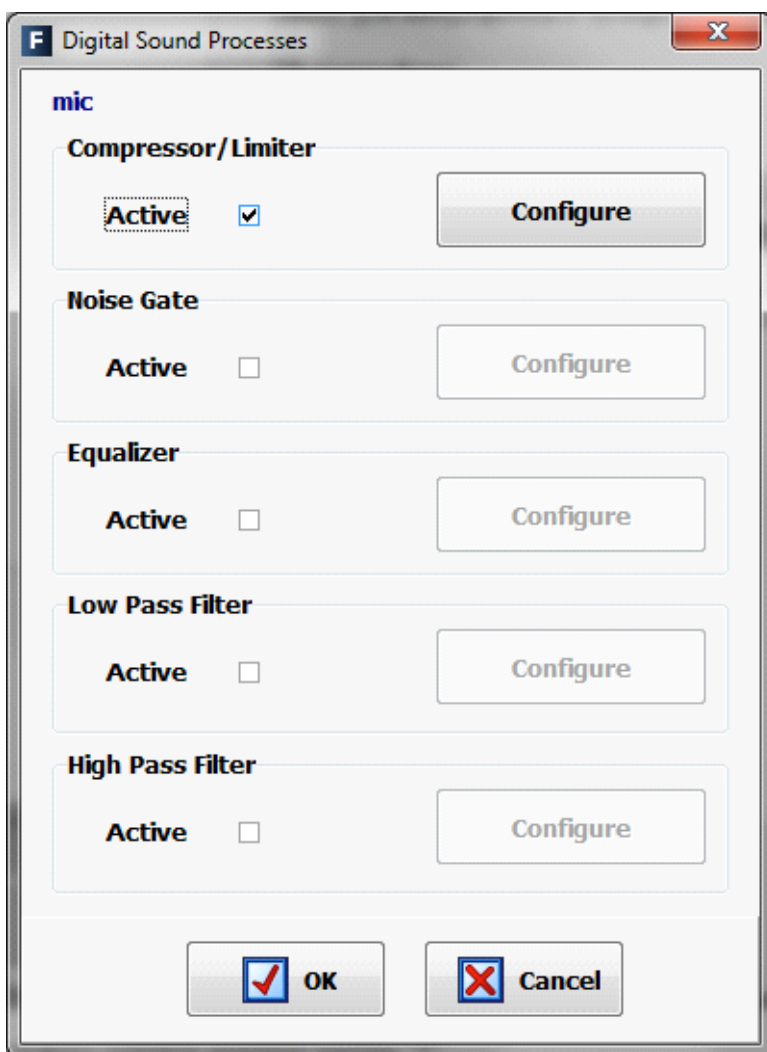 F Digital Sound Processes
mic
Compressor/Limiter
Active Configure
Noise Gate
Active Configure
Equalizer
Active Configure
Low Pass Filter
Active Configure
High Pass Filter
Active Configure
OK Cancel